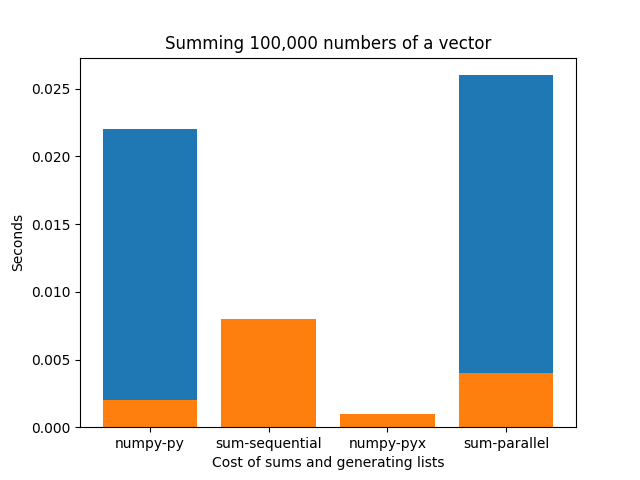 Summing 100,000 numbers of a vector
Seconds
0.025
0.020
0.015
0.010
0.005
0.000
numpy-py sum-sequential numpy-pyx sum-parallel
Cost of sums and generating lists